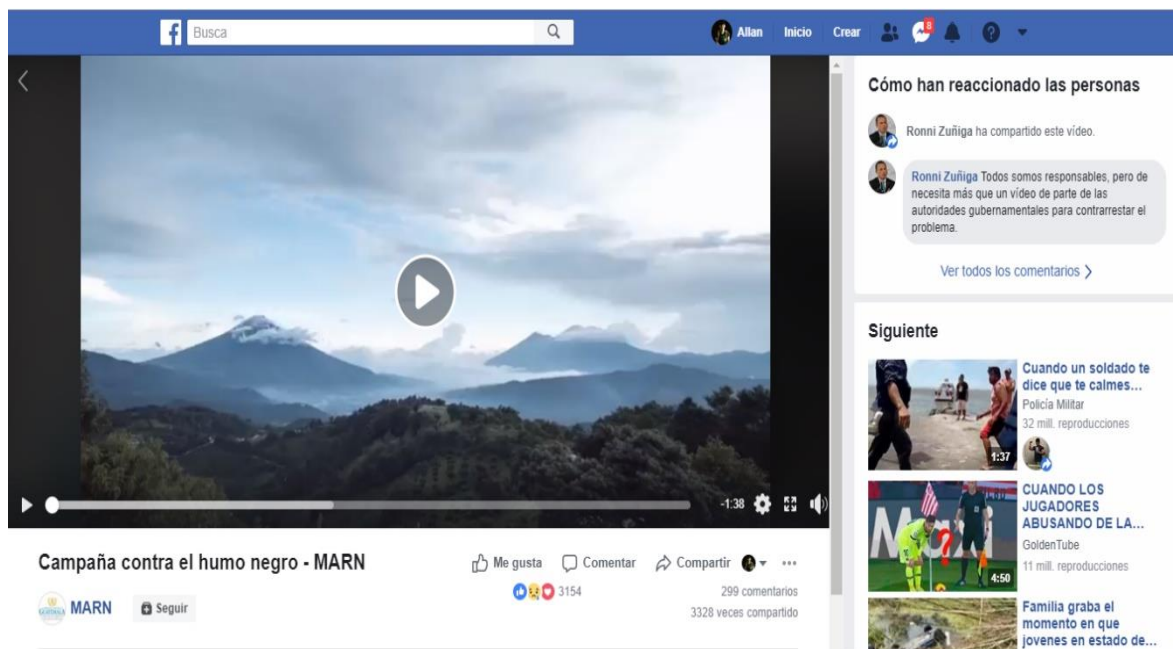 f Busca
Allan Inicio Crear 8
Cómo han reaccionado las personas
Ronni Zuñiga ha compartido este vídeo.
Ronni Zuñiga Todos somos responsables, pero de
necesita más que un vídeo de parte de las
autoridades gubernamentales para contrarrestar el
problema.
Ver todos los comentarios
Siguiente
Cuando un soldado te
dice que te calmes...
Policía Militar
32 mill. reproducciones
1:37
CUANDO LOS
JUGADORES
ABUSANDO DE LA...
GoldenTube
11 mill. reproducciones
4:50
Familia graba el
momento en que
jovenes en estado de...
-1:38
Campaña contra el humo negro - MARN
Me gusta Comentar Compartir
3154
299 comentarios
3328 veces compartido
MARN Seguir